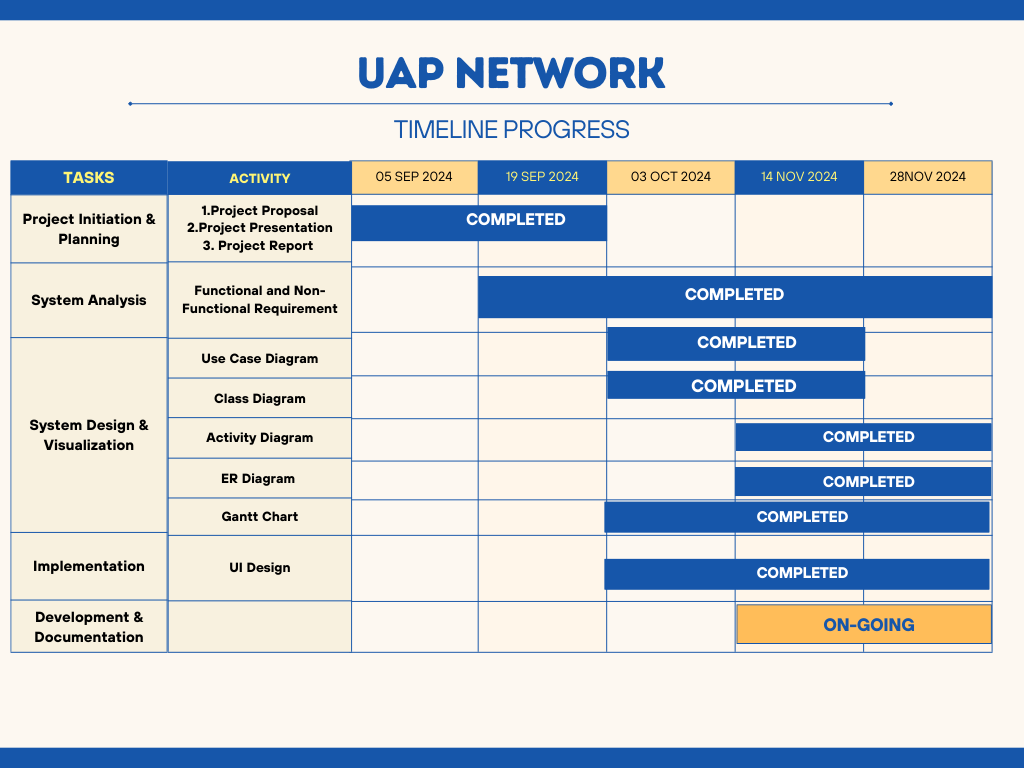 UAP NETWORK
TIMELINE PROGRESS
TASKS
ACTIVITY
05 SEP 2024
19 SEP 2024
03 OCT 2024
14 NOV 2024
28NOV 2024
Project Initiation &
Planning
1.Project Proposal
2.Project Presentation
3. Project Report
COMPLETED
System Analysis
Functional and Non-
Functional Requirement
COMPLETED
System Design &
Visualization
Use Case Diagram
COMPLETED
Class Diagram
COMPLETED
Activity Diagram
COMPLETED
ER Diagram
COMPLETED
Gantt Chart
COMPLETED
Implementation
UI Design
COMPLETED
Development &
Documentation
ON-GOING